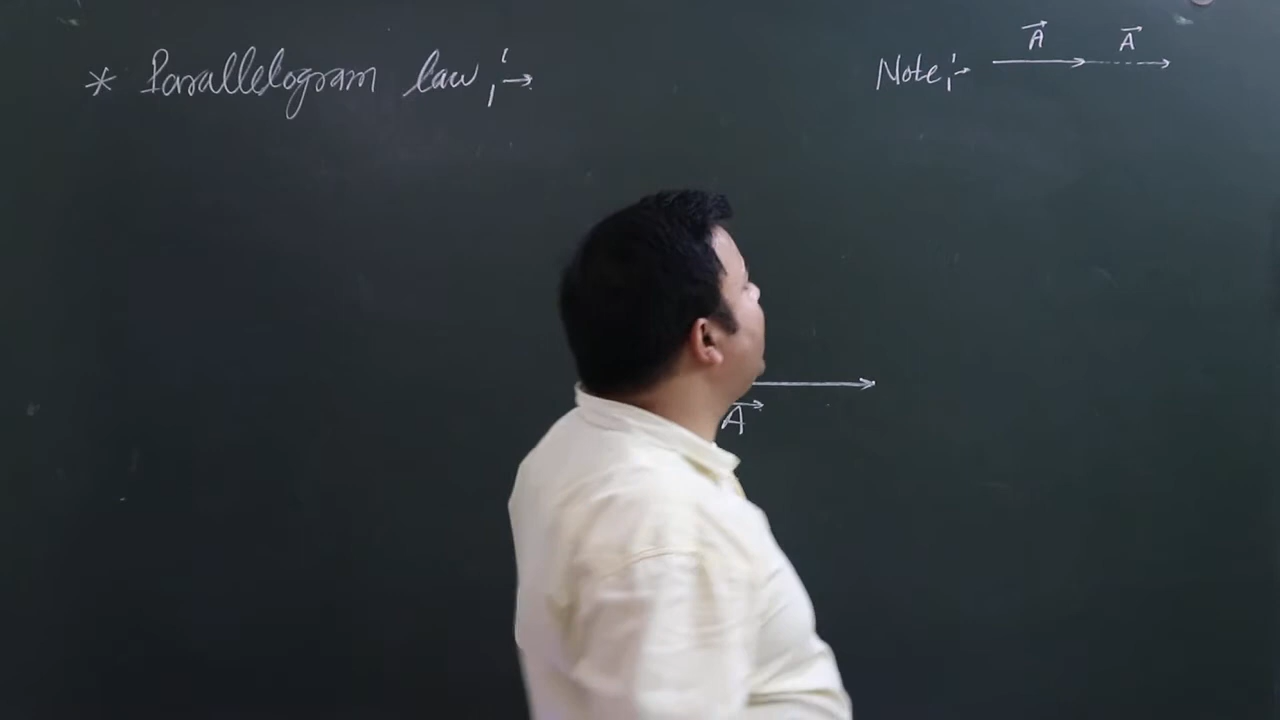 * Parallelogram law :→
Note :- A⃗ A⃗
A⃗